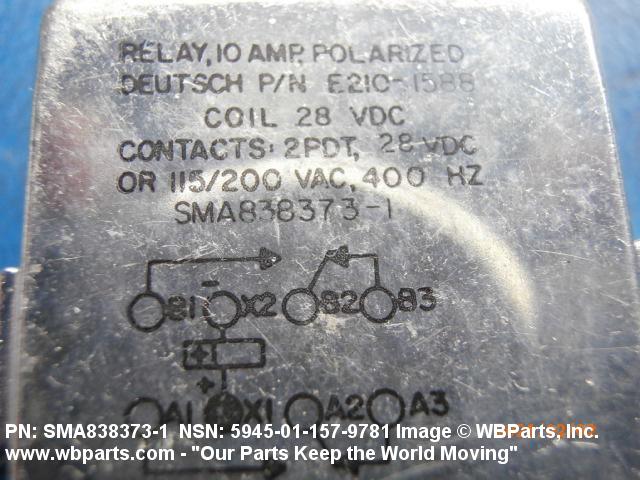 RELAY, 10 AMP. POLARIZED
DEUTSCH P/N E210-1588
COIL 28 VDC
CONTACTS: 2PDT, 28 VDC
OR 115/200 VAC, 400 HZ
SMA838373-1
B1 - X2 B2 B3
+
+
A1 X1 A2 A3
PN: SMA838373-1 NSN: 5945-01-157-9781 Image © WBParts, Inc.
www.wbparts.com - "Our Parts Keep the World Moving"